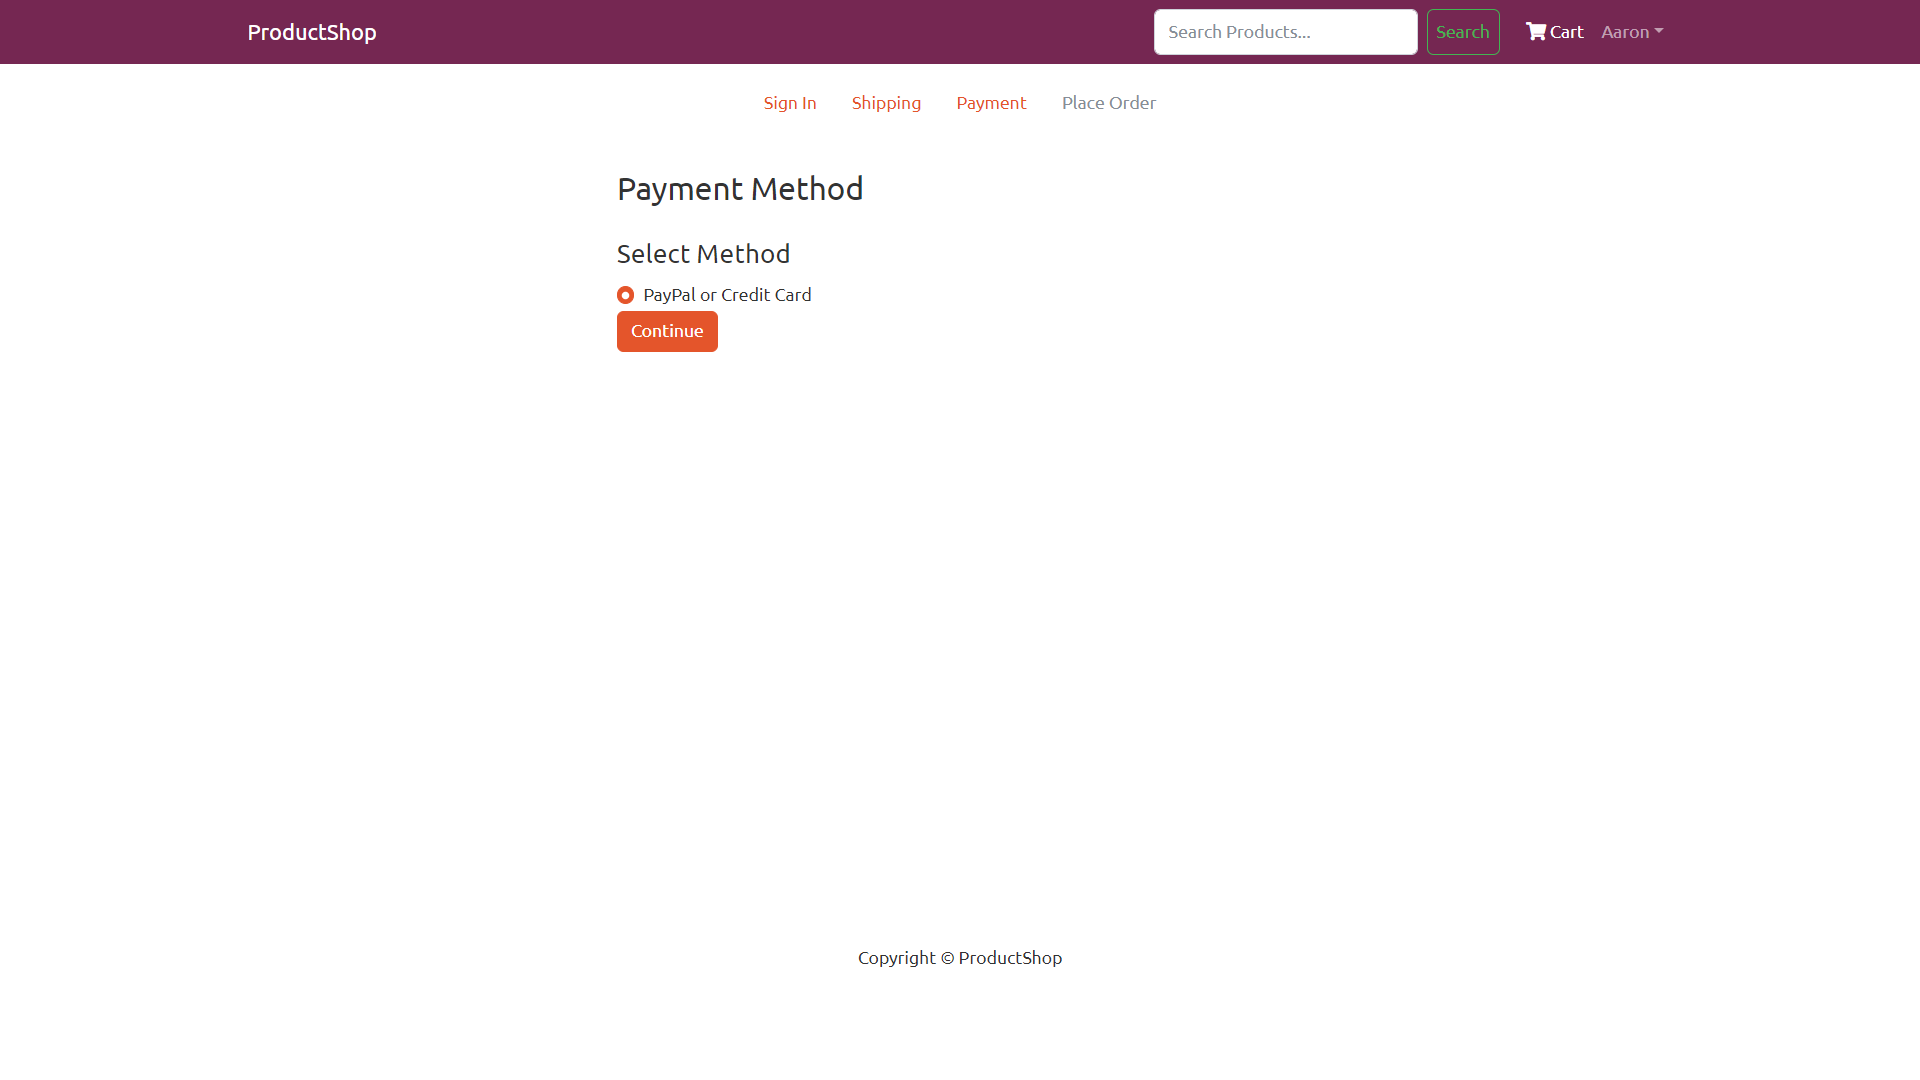 ProductShop
Search Products...
Search
Cart
Aaron
Sign In
Shipping
Payment
Place Order
Payment Method
Select Method
PayPal or Credit Card
Continue
Copyright © ProductShop